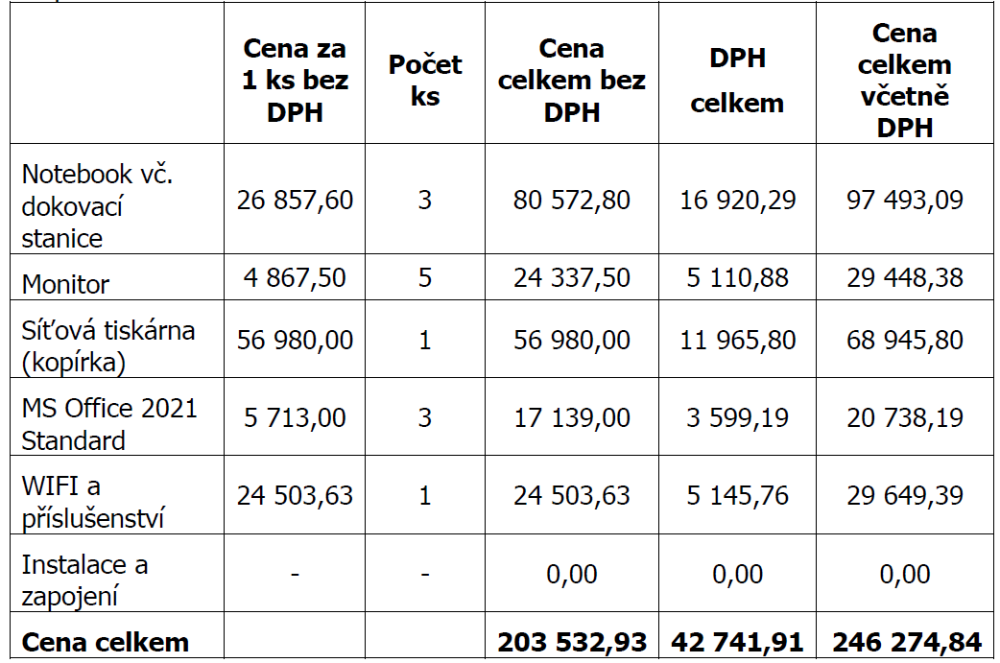 Cena za 1 ks bez DPH | Počet ks | Cena celkem bez DPH | DPH celkem | Cena celkem včetně DPH
Notebook vč. dokovací stanice | 26 857,60 | 3 | 80 572,80 | 16 920,29 | 97 493,09
Monitor | 4 867,50 | 5 | 24 337,50 | 5 110,88 | 29 448,38
Síťová tiskárna (kopírka) | 56 980,00 | 1 | 56 980,00 | 11 965,80 | 68 945,80
MS Office 2021 Standard | 5 713,00 | 3 | 17 139,00 | 3 599,19 | 20 738,19
WIFI a příslušenství | 24 503,63 | 1 | 24 503,63 | 5 145,76 | 29 649,39
Instalace a zapojení | - | - | 0,00 | 0,00 | 0,00
Cena celkem | | | 203 532,93 | 42 741,91 | 246 274,84